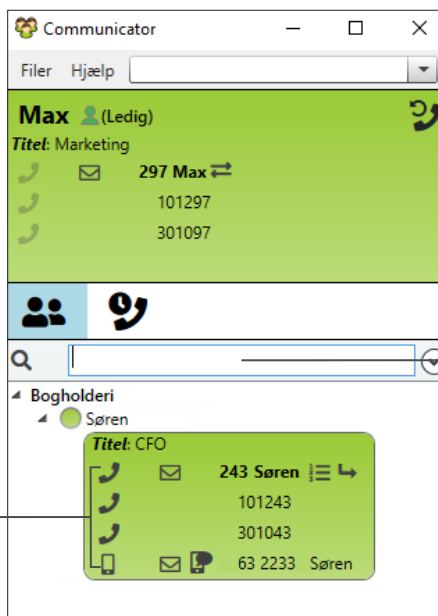 Communicator
Filer Hjælp
Max (Ledig)
Titel: Marketing
297 Max
101297
301097
Bogholderi
Søren
Titel: CFO
243 Søren
101243
301043
63 2233 Søren